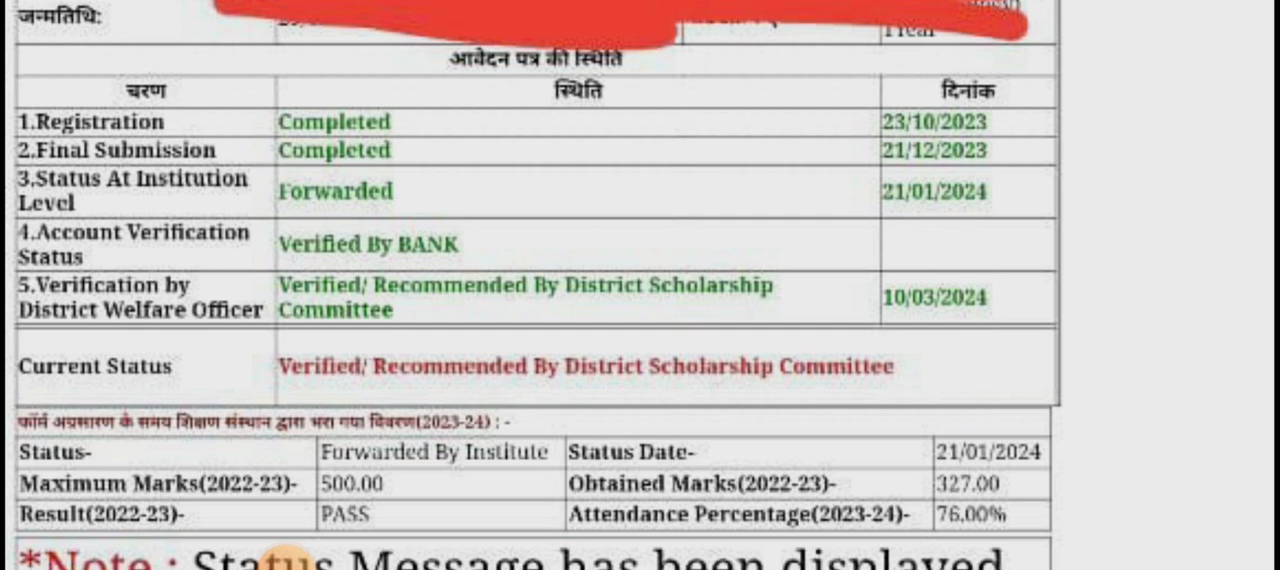 जन्मतिथि:
1 Year
आवेदन पत्र की स्थिति
चरण स्थिति दिनांक
1.Registration Completed 23/10/2023
2.Final Submission Completed 21/12/2023
3.Status At Institution Level Forwarded 21/01/2024
4.Account Verification Status Verified By BANK
5.Verification by District Welfare Officer Verified/ Recommended By District Scholarship Committee 10/03/2024
Current Status Verified/ Recommended By District Scholarship Committee
फॉर्म अग्रसारण के समय शिक्षण संस्थान द्वारा भरा गया विवरण(2023-24) : -
Status- Forwarded By Institute Status Date- 21/01/2024
Maximum Marks(2022-23)- 500.00 Obtained Marks(2022-23)- 327.00
Result(2022-23)- PASS Attendance Percentage(2023-24)- 76.00%
*Note : Status Message has been displayed